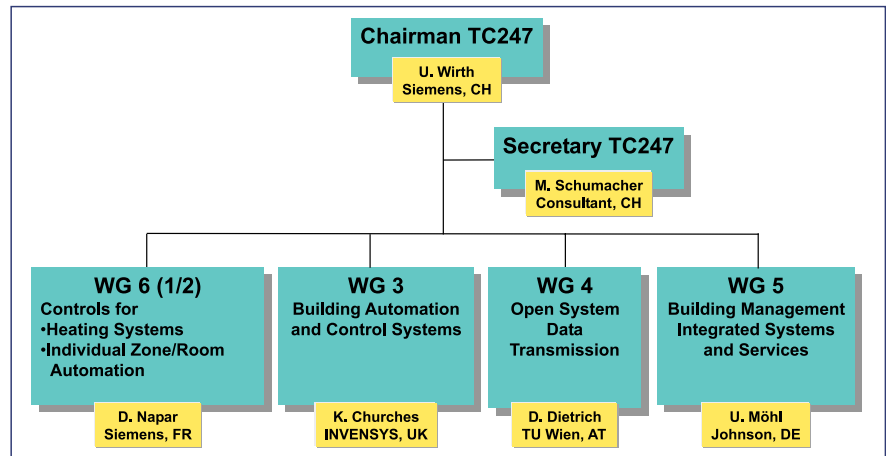 Chairman TC247
U. Wirth
Siemens, CH
Secretary TC247
M. Schumacher
Consultant, CH
WG 6 (1/2)
Controls for
•Heating Systems
•Individual Zone/Room
Automation
D. Napar
Siemens, FR
WG 3
Building Automation
and Control Systems
K. Churches
INVENSYS, UK
WG 4
Open System
Data
Transmission
D. Dietrich
TU Wien, AT
WG 5
Building Management
Integrated Systems
and Services
U. Möhl
Johnson, DE